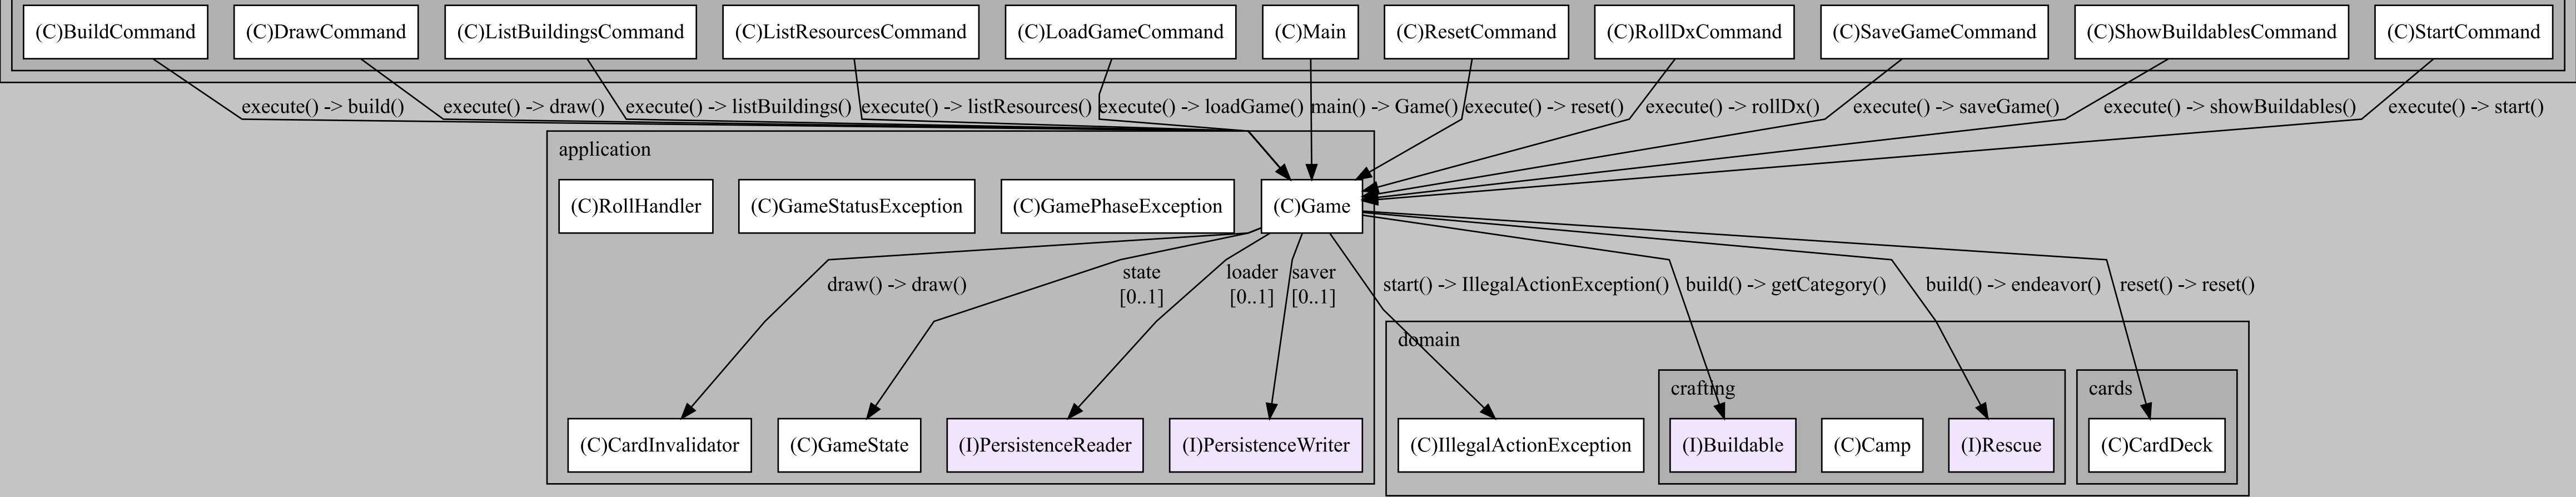 (C)BuildCommand
(C)DrawCommand
(C)ListBuildingsCommand
(C)ListResourcesCommand
(C)LoadGameCommand
(C)Main
(C)ResetCommand
(C)RollDxCommand
(C)SaveGameCommand
(C)ShowBuildablesCommand
(C)StartCommand
execute() -> build()
execute() -> draw()
execute() -> listBuildings()
execute() -> listResources()
execute() -> loadGame()
main() -> Game()
execute() -> reset()
execute() -> rollDx()
execute() -> saveGame()
execute() -> showBuildables()
execute() -> start()
application
(C)RollHandler
(C)GameStatusException
(C)GamePhaseException
(C)Game
draw() -> draw()
state
[0..1]
loader
[0..1]
saver
[0..1]
start() -> IllegalActionException()
build() -> getCategory()
build() -> endeavor()
reset() -> reset()
domain
crafting
cards
(C)CardInvalidator
(C)GameState
(I)PersistenceReader
(I)PersistenceWriter
(C)IllegalActionException
(I)Buildable
(C)Camp
(I)Rescue
(C)CardDeck